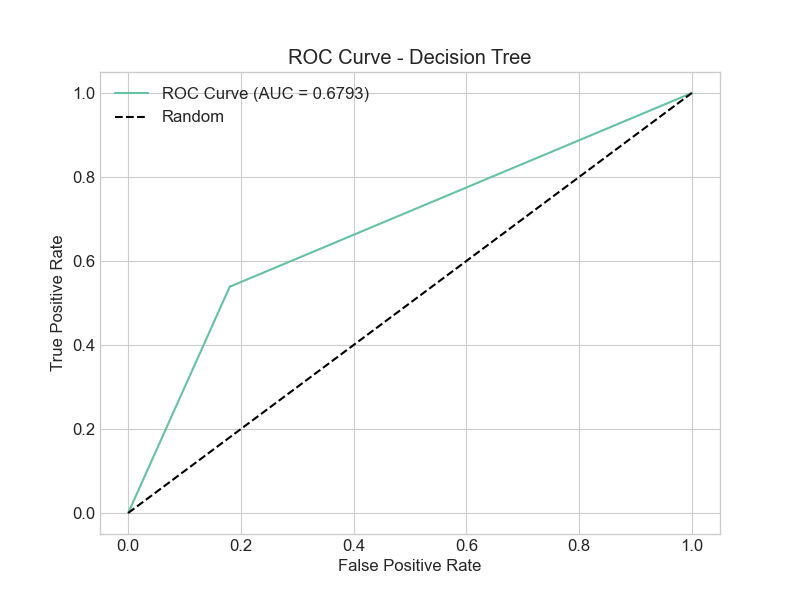 ROC Curve - Decision Tree
ROC Curve (AUC = 0.6793)
Random
True Positive Rate
1.0
0.8
0.6
0.4
0.2
0.0
0.0 0.2 0.4 0.6 0.8 1.0
False Positive Rate